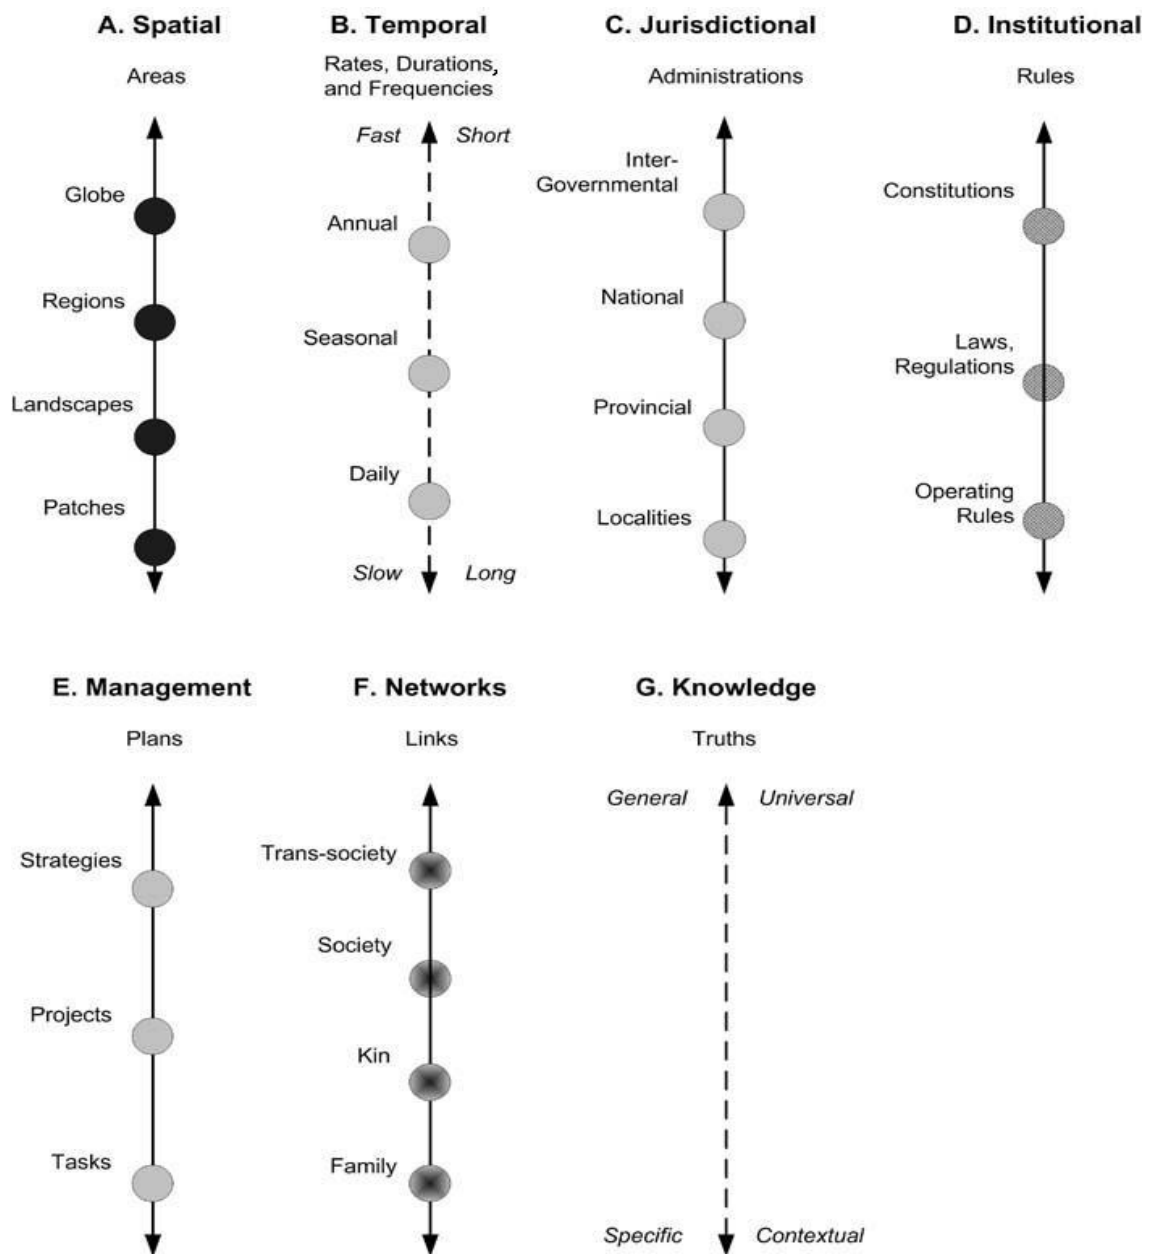 A. Spatial
Areas
Globe
Regions
Landscapes
Patches
B. Temporal
Rates, Durations,
and Frequencies
Fast Short
Annual
Seasonal
Daily
Slow Long
C. Jurisdictional
Administrations
Inter-
Governmental
National
Provincial
Localities
D. Institutional
Rules
Constitutions
Laws,
Regulations
Operating
Rules
E. Management
Plans
Strategies
Projects
Tasks
F. Networks
Links
Trans-society
Society
Kin
Family
G. Knowledge
Truths
General Universal
Specific Contextual